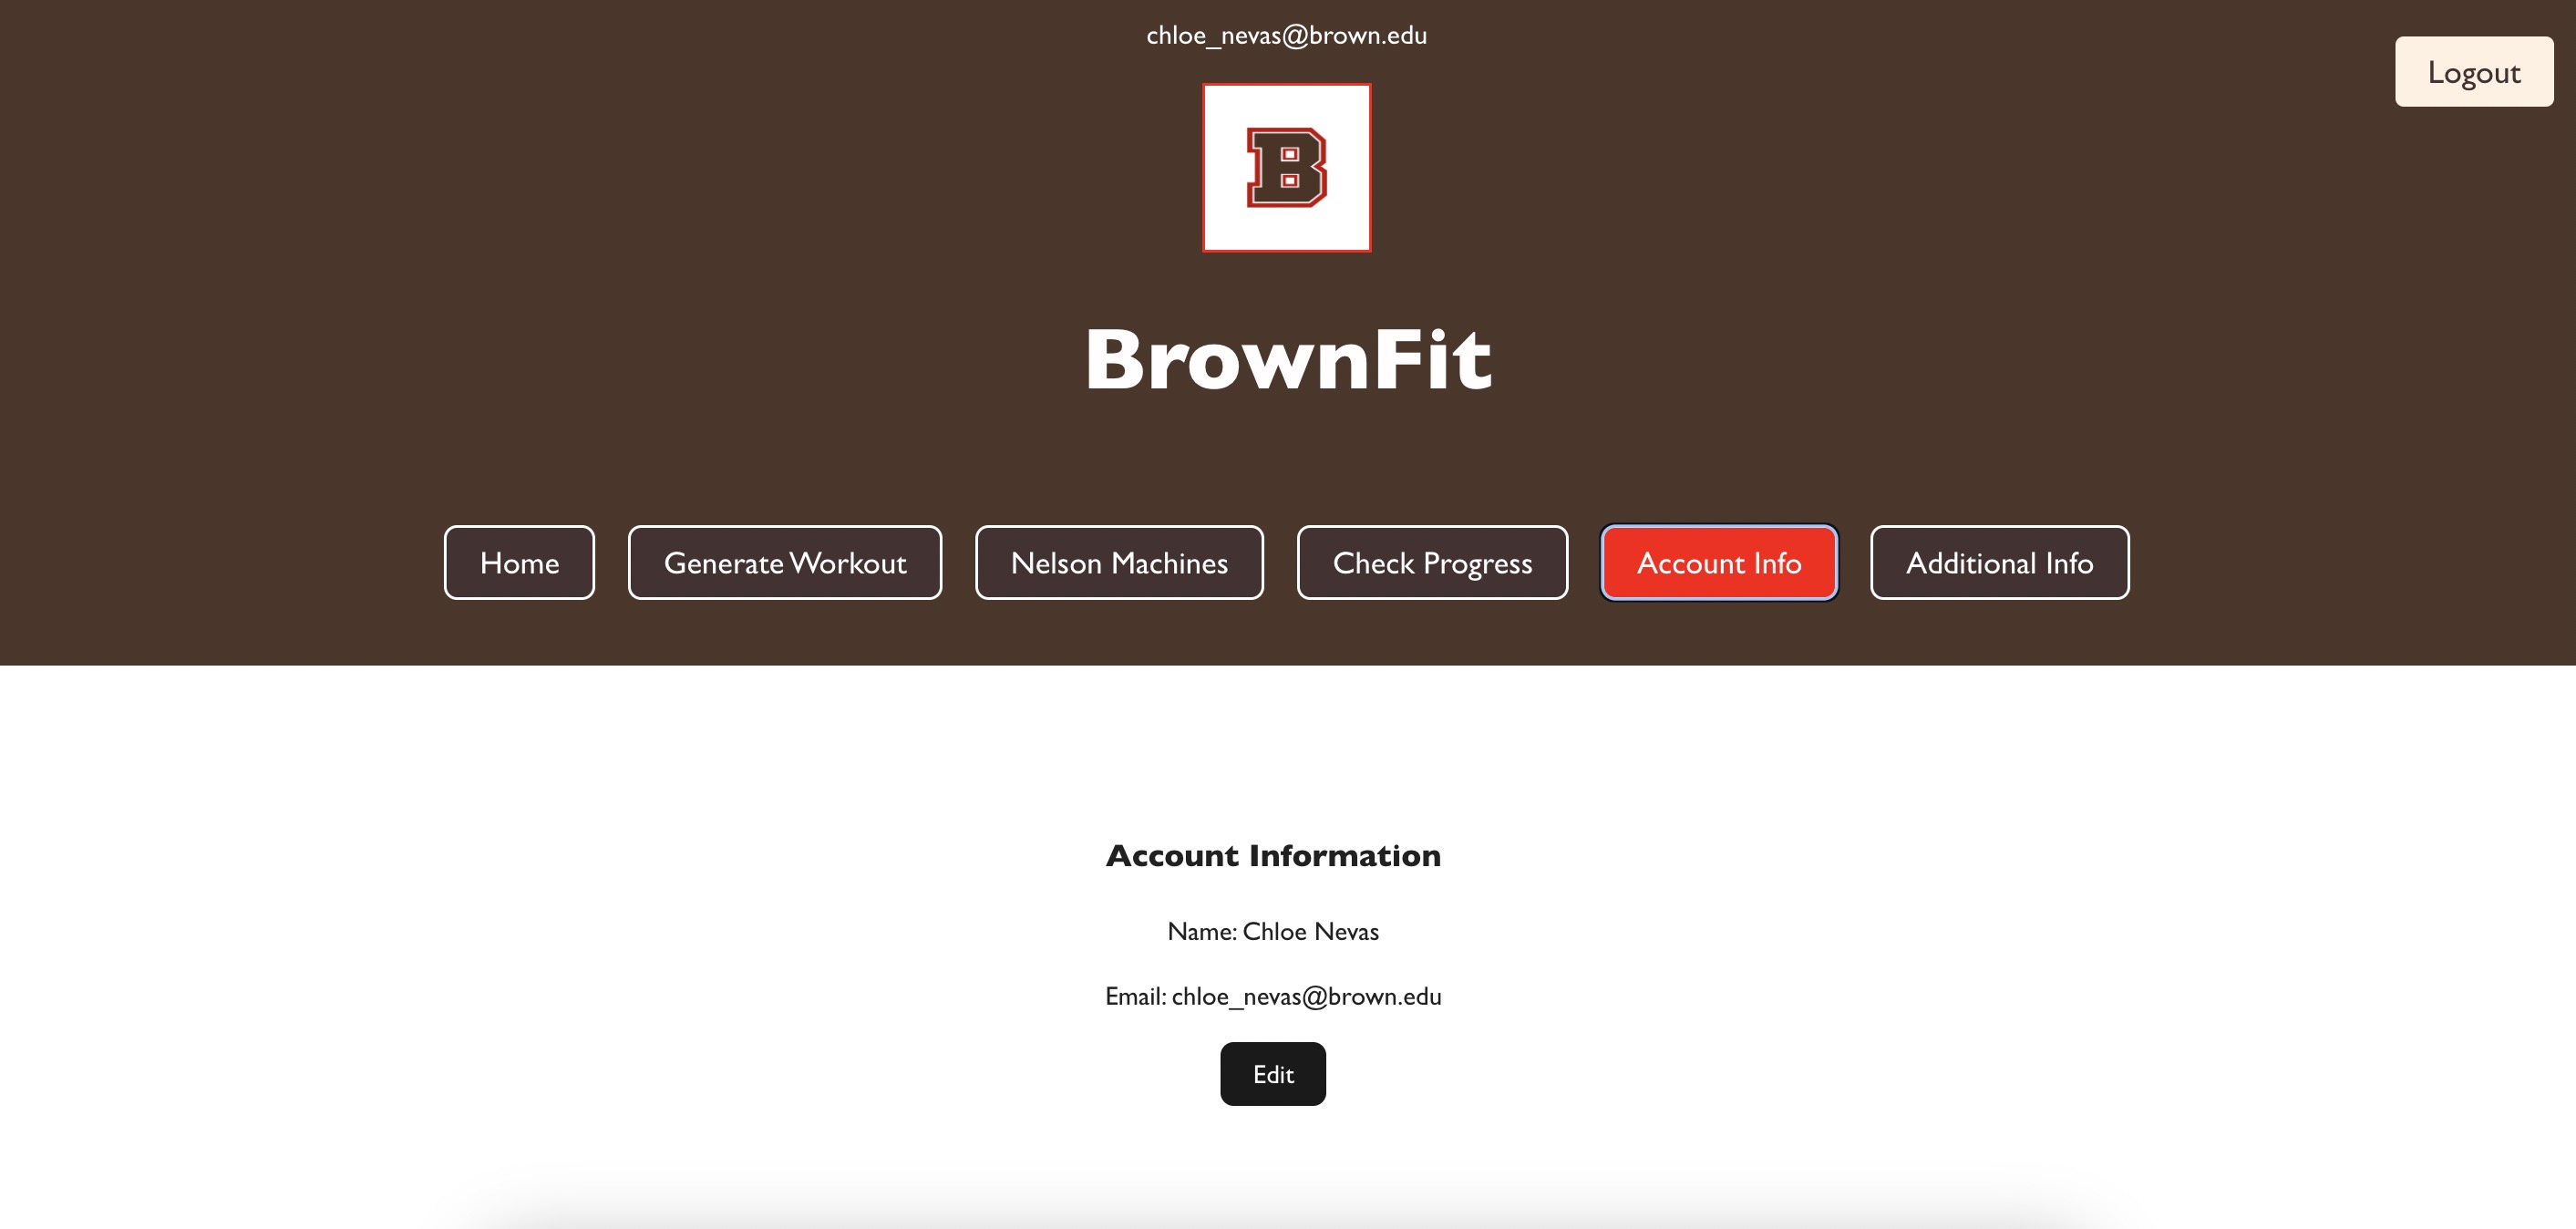 chloe_nevas@brown.edu
Logout
B
BrownFit
Home Generate Workout Nelson Machines Check Progress Account Info Additional Info
Account Information
Name: Chloe Nevas
Email: chloe_nevas@brown.edu
Edit